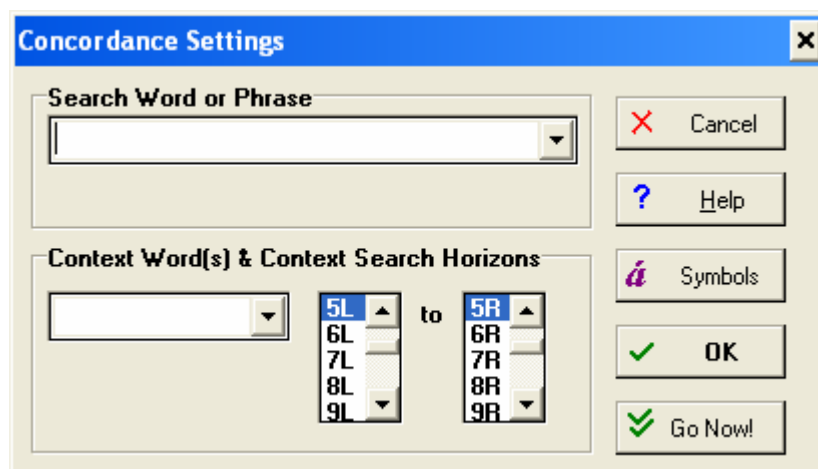 Concordance Settings
Search Word or Phrase
Cancel
Help
Context Word(s) & Context Search Horizons
á Symbols
5L to 5R
6L 6R
7L 7R
8L 8R
9L 9R
OK
Go Now!